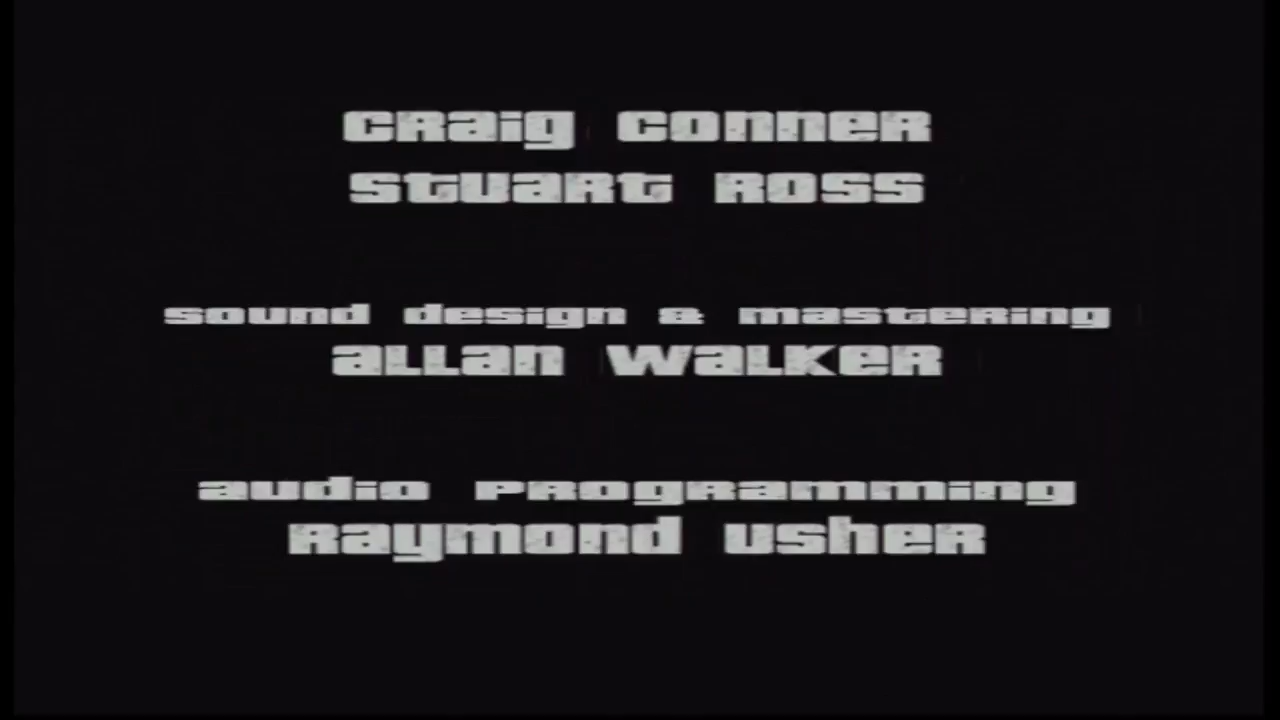 Craig Conner
Stuart Ross
sound design & mastering
allan walker
audio programming
Raymond Usher